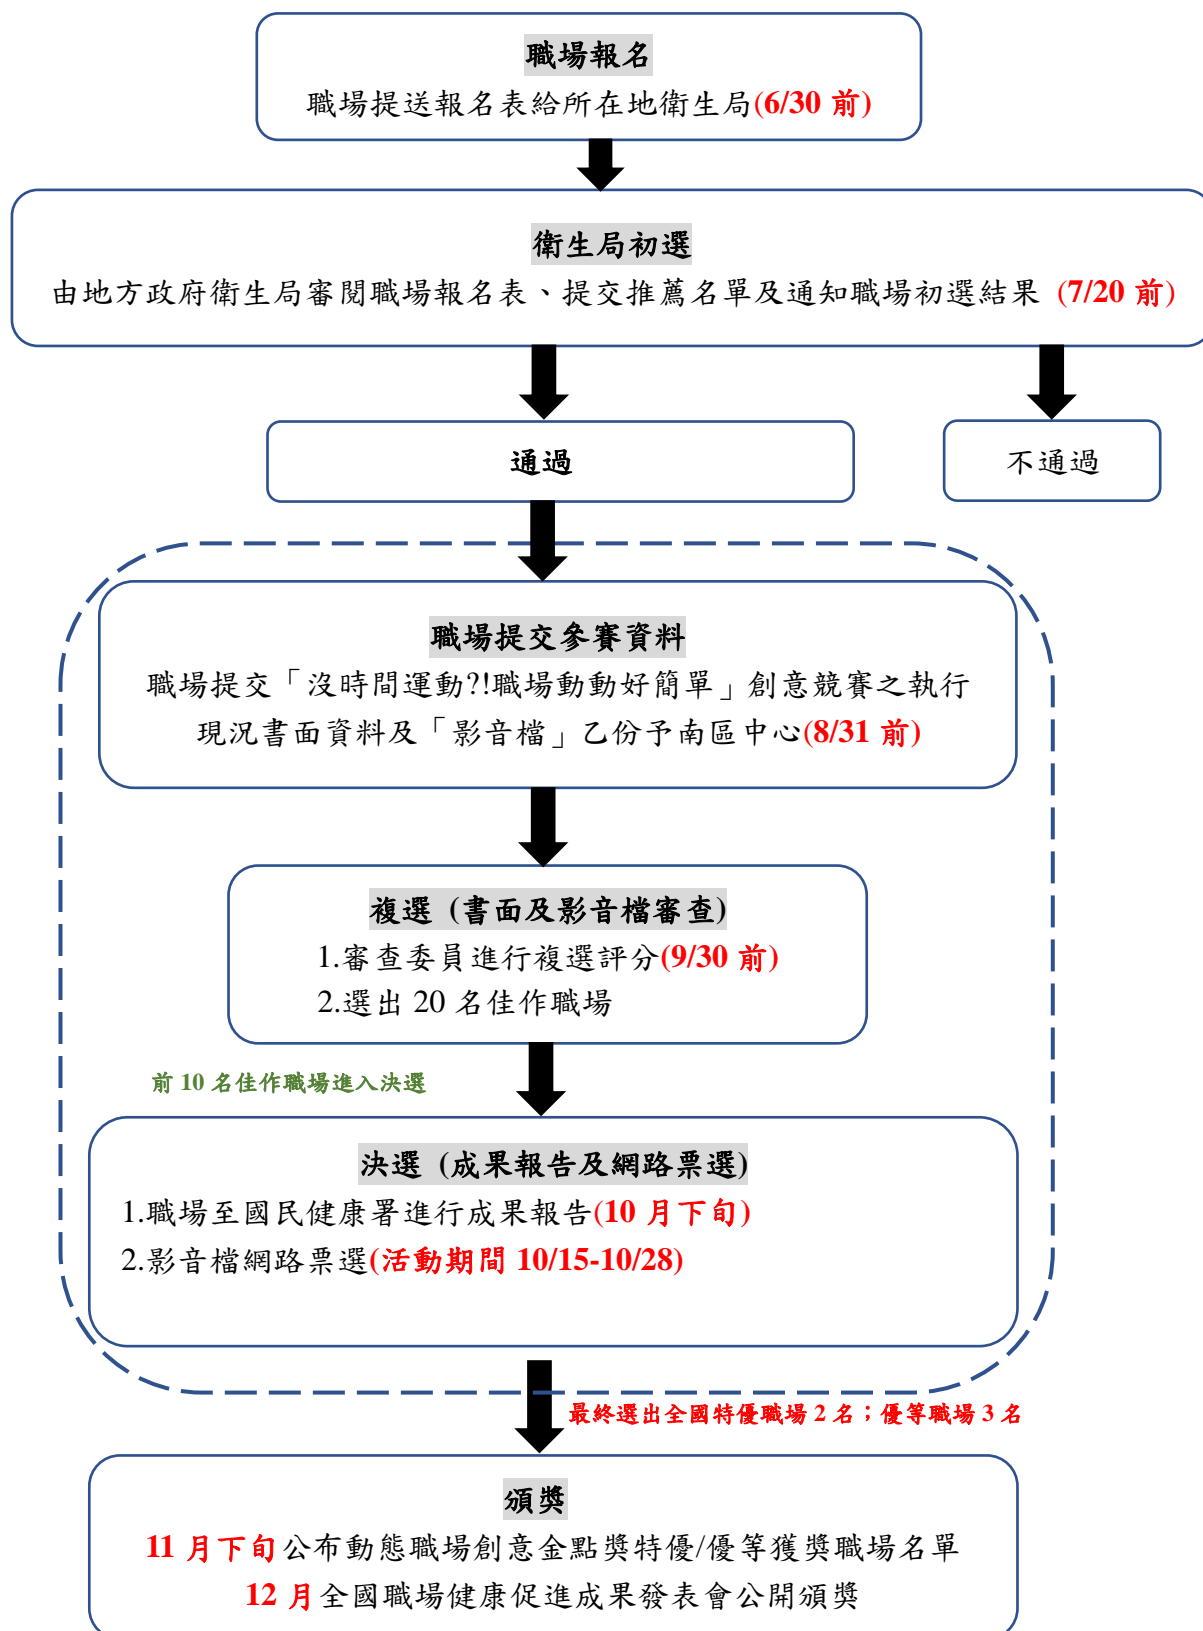 職場報名
職場提送報名表給所在地衛生局(6/30 前)
衛生局初選
由地方政府衛生局審閱職場報名表、提交推薦名單及通知職場初選結果 (7/20 前)
通過
不通過
職場提交參賽資料
職場提交「沒時間運動?!職場動動好簡單」創意競賽之執行
現況書面資料及「影音檔」乙份予南區中心(8/31 前)
複選 (書面及影音檔審查)
1.審查委員進行複選評分(9/30 前)
2.選出 20 名佳作職場
前 10 名佳作職場進入決選
決選 (成果報告及網路票選)
1.職場至國民健康署進行成果報告(10 月下旬)
2.影音檔網路票選(活動期間 10/15-10/28)
最終選出全國特優職場 2 名；優等職場 3 名
頒獎
11 月下旬公布動態職場創意金點獎特優/優等獲獎職場名單
12 月全國職場健康促進成果發表會公開頒獎